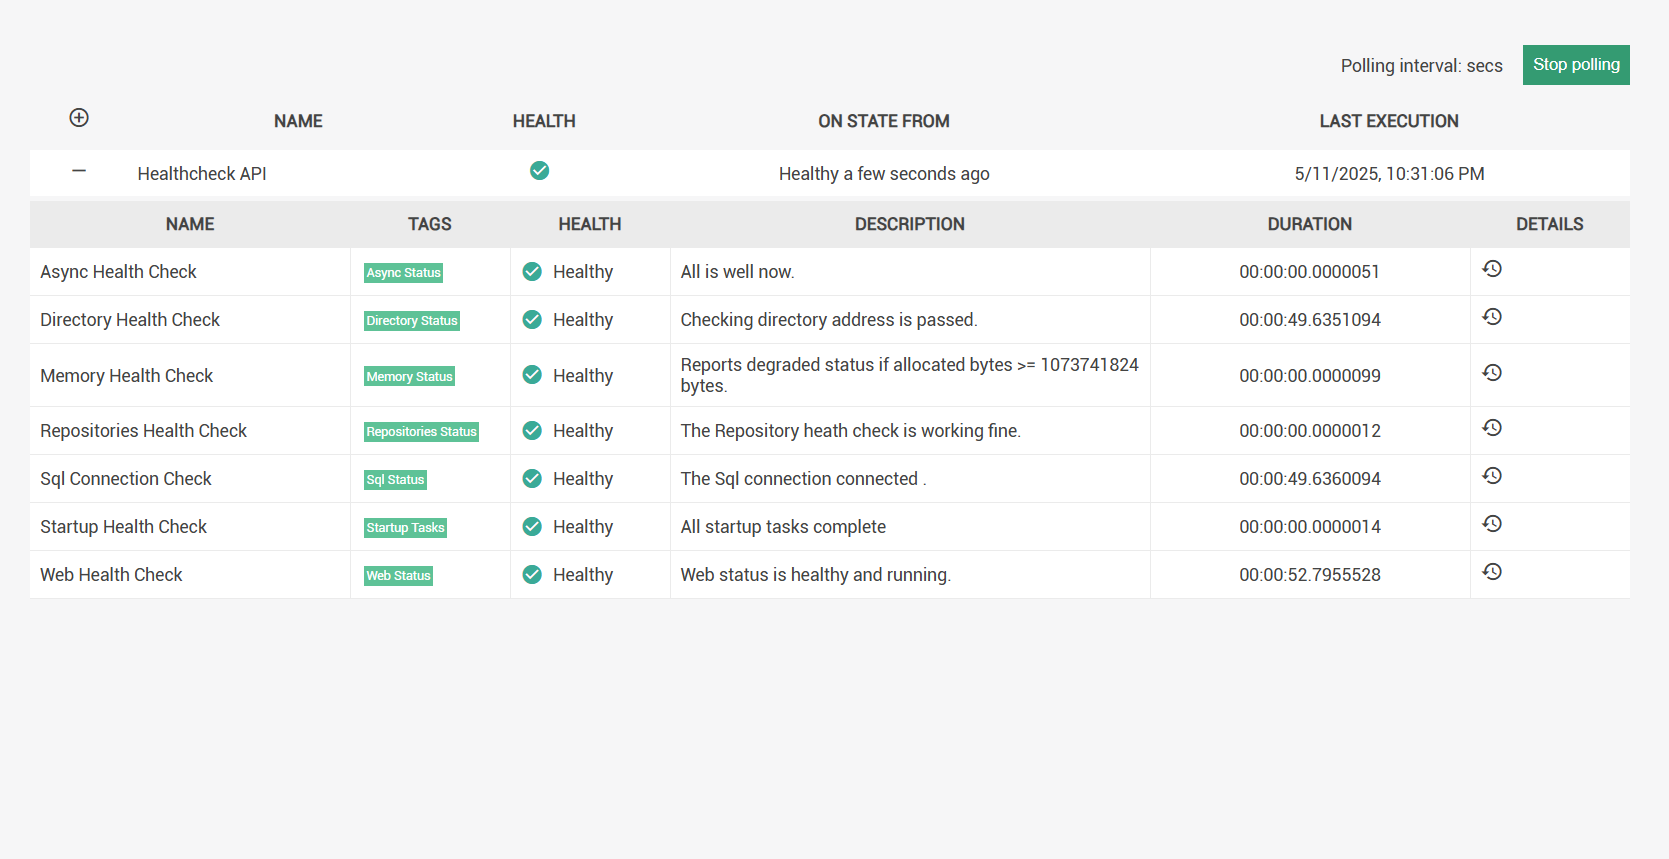 Polling interval: secs Stop polling
NAME HEALTH ON STATE FROM LAST EXECUTION
Healthcheck API Healthy a few seconds ago 5/11/2025, 10:31:06 PM
NAME TAGS HEALTH DESCRIPTION DURATION DETAILS
Async Health Check Async Status Healthy All is well now. 00:00:00.0000051
Directory Health Check Directory Status Healthy Checking directory address is passed. 00:00:49.6351094
Memory Health Check Memory Status Healthy Reports degraded status if allocated bytes >= 1073741824 bytes. 00:00:00.0000099
Repositories Health Check Repositories Status Healthy The Repository heath check is working fine. 00:00:00.0000012
Sql Connection Check Sql Status Healthy The Sql connection connected . 00:00:49.6360094
Startup Health Check Startup Tasks Healthy All startup tasks complete 00:00:00.0000014
Web Health Check Web Status Healthy Web status is healthy and running. 00:00:52.7955528